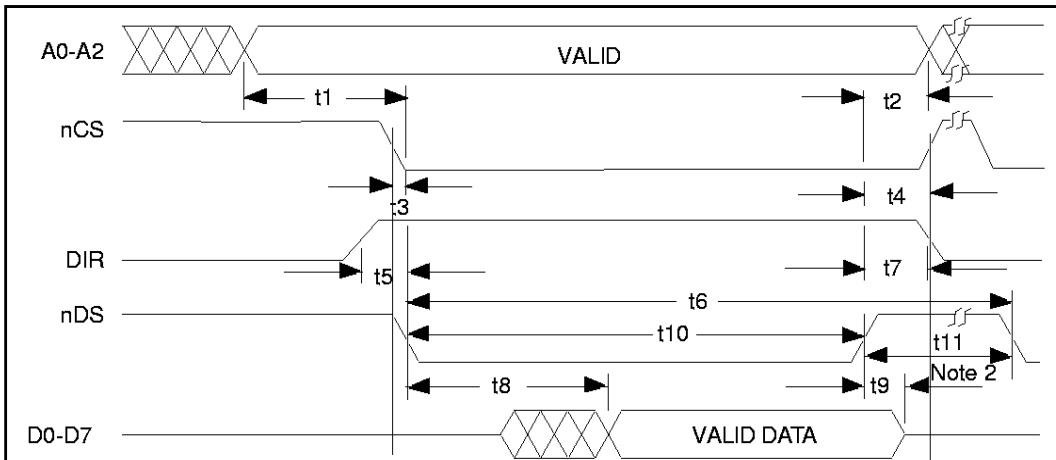 A0-A2
VALID
t1
t2
nCS
t3
t4
DIR
t5
t7
t6
nDS
t10
t11
t8
t9
Note 2
D0-D7
VALID DATA